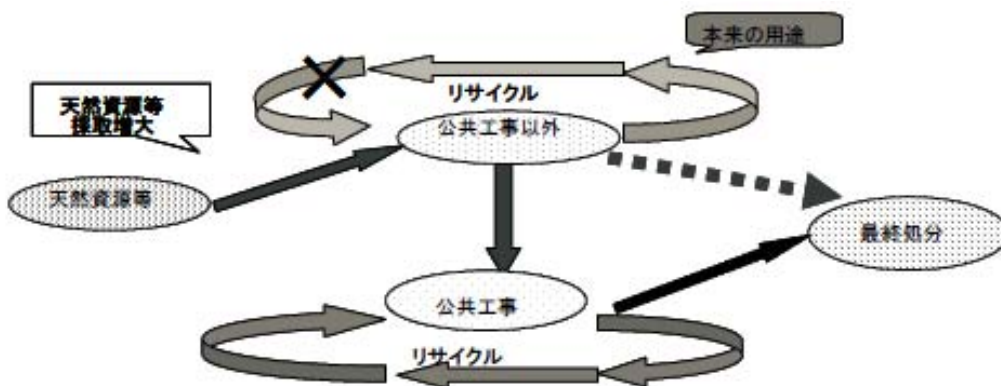 本来の用途
リサイクル
天然資源等
採取増大
公共工事以外
天然資源等
最終処分
公共工事
リサイクル